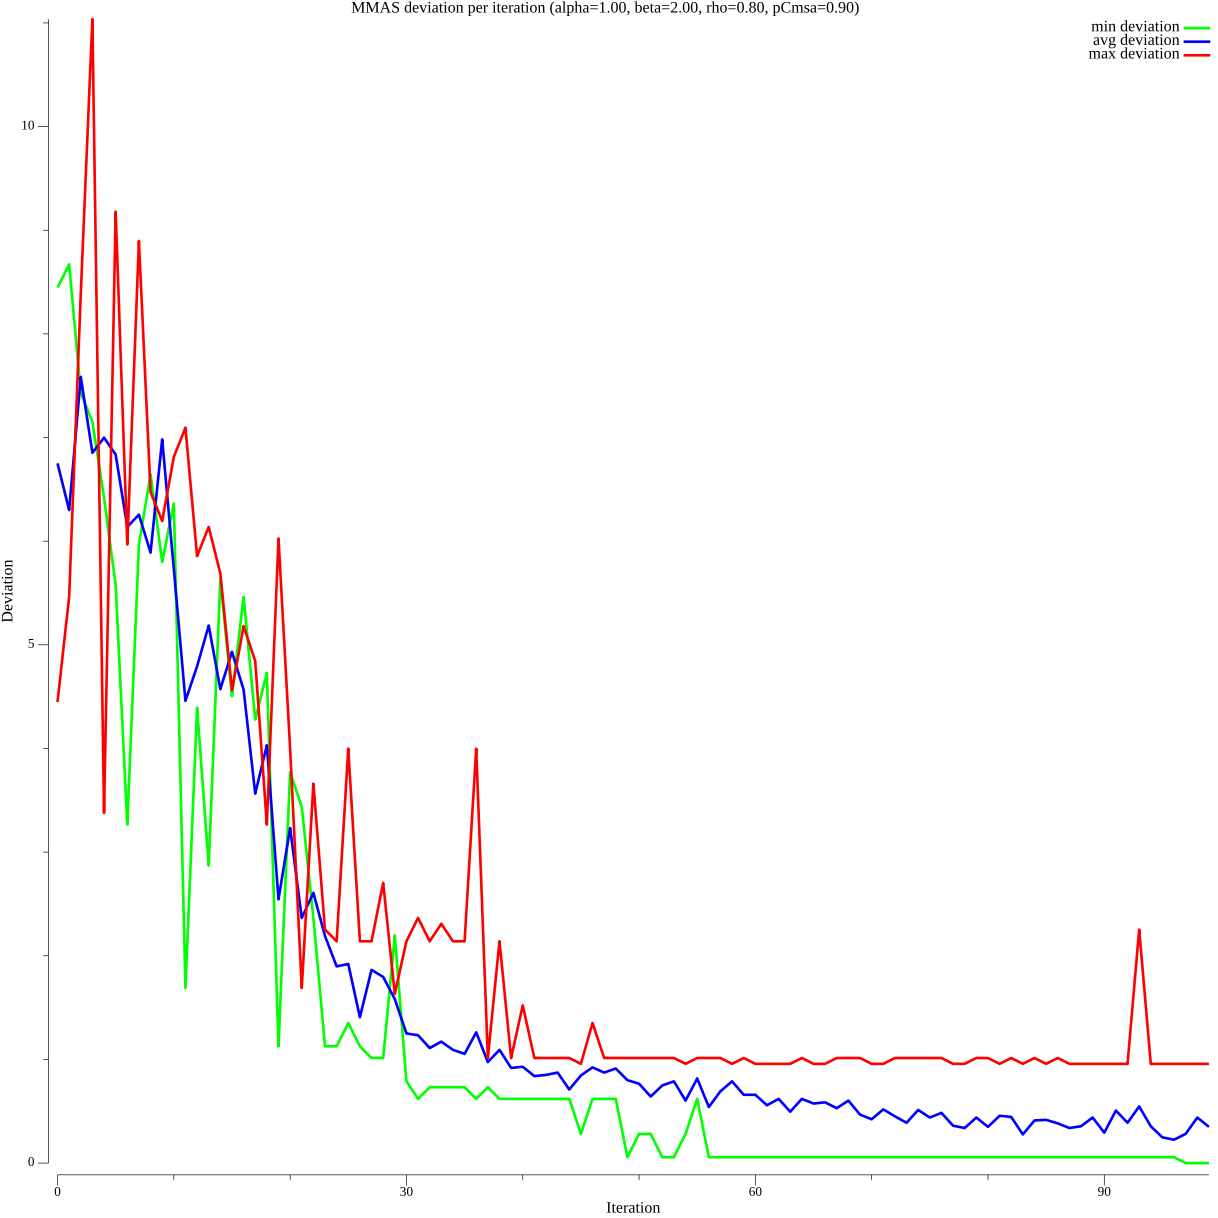 MMAS deviation per iteration (alpha=1.00, beta=2.00, rho=0.80, pCmsa=0.90)
min deviation
avg deviation
max deviation
10
5
0
Deviation
0
30
60
90
Iteration